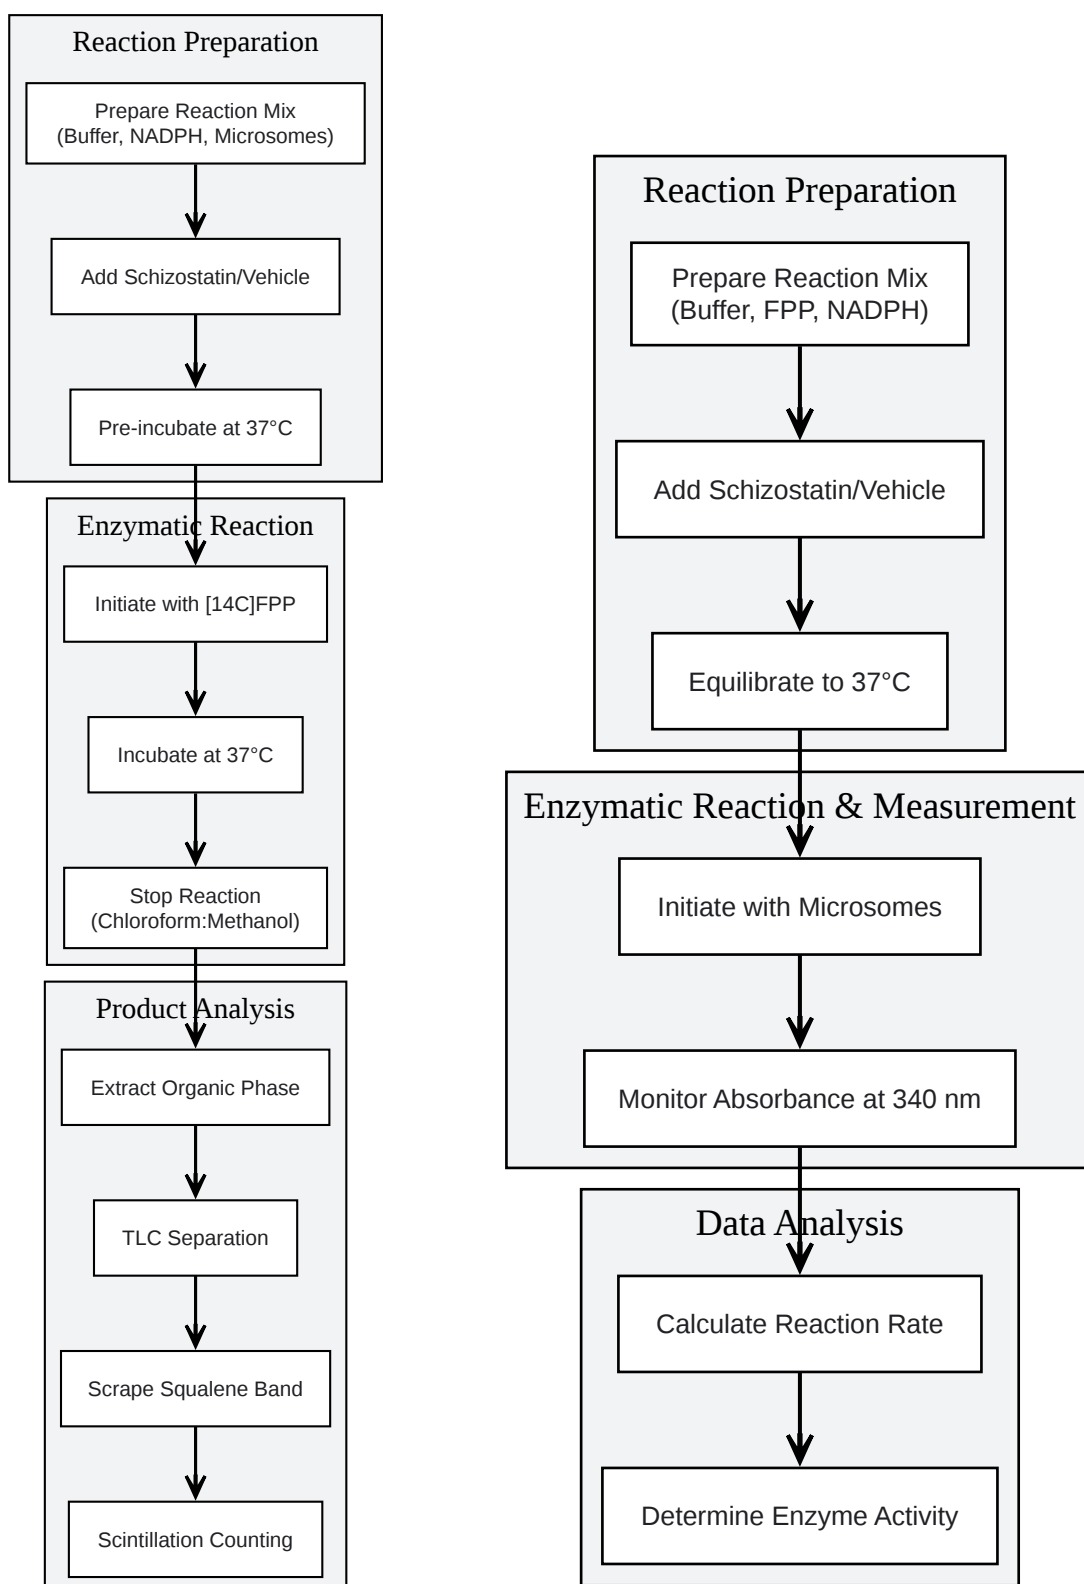 Reaction Preparation
Prepare Reaction Mix
(Buffer, NADPH, Microsomes)
Add Schizostatin/Vehicle
Pre-incubate at 37°C
Enzymatic Reaction
Initiate with [14C]FPP
Incubate at 37°C
Stop Reaction
(Chloroform:Methanol)
Product Analysis
Extract Organic Phase
TLC Separation
Scrape Squalene Band
Scintillation Counting
Reaction Preparation
Prepare Reaction Mix
(Buffer, FPP, NADPH)
Add Schizostatin/Vehicle
Equilibrate to 37°C
Enzymatic Reaction & Measurement
Initiate with Microsomes
Monitor Absorbance at 340 nm
Data Analysis
Calculate Reaction Rate
Determine Enzyme Activity